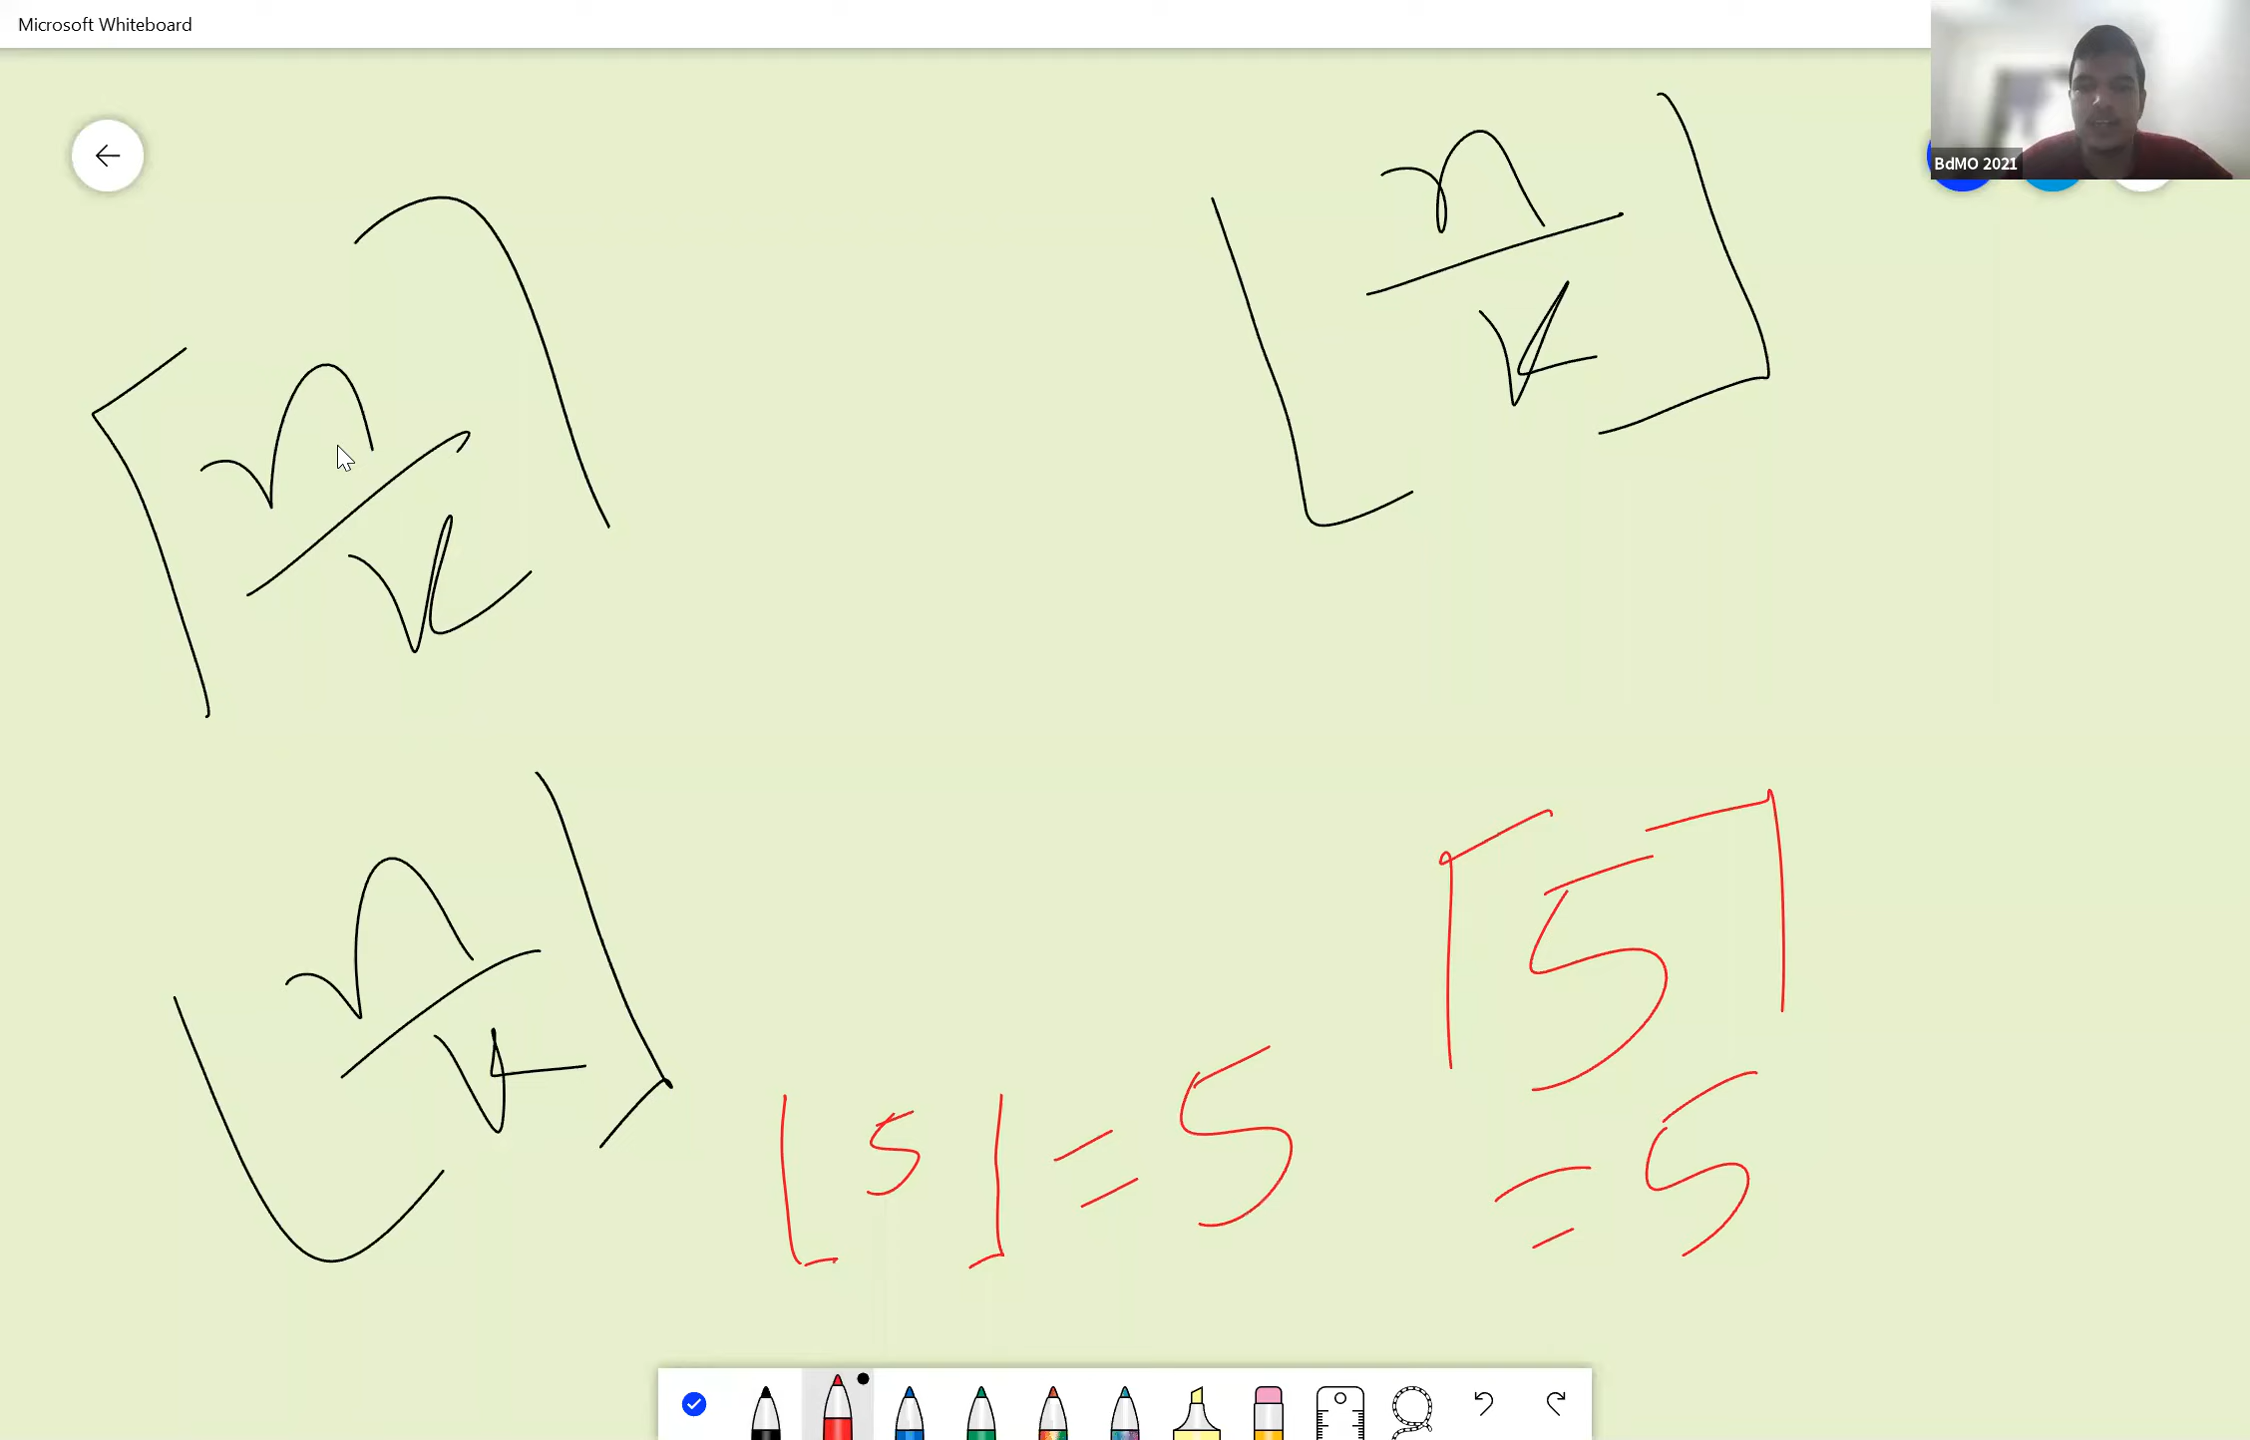 Microsoft Whiteboard
BdMO 2021
⌈n/k⌉
⌊n/k⌋
⌊n/k⌋
⌊5⌋ = 5
⌈5⌉
= 5